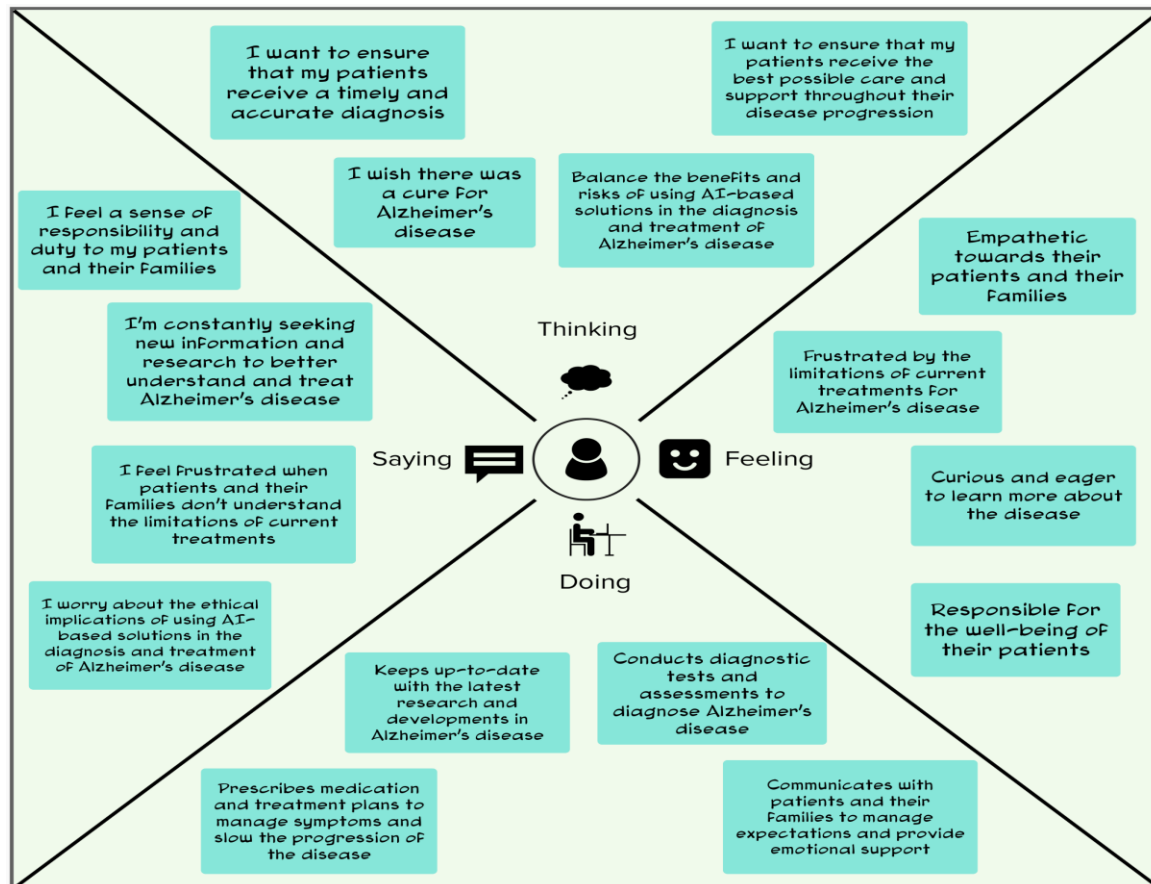 I want to ensure
that my patients
receive a timely and
accurate diagnosis
I want to ensure that my
patients receive the
best possible care and
support throughout their
disease progression
I wish there was
a cure for
Alzheimer's
disease
Balance the benefits and
risks of using AI-based
solutions in the diagnosis
and treatment of
Alzheimer's disease
I feel a sense of
responsibility and
duty to my patients
and their families
Empathetic
towards their
patients and their
families
I'm constantly seeking
new information and
research to better
understand and treat
Alzheimer's disease
Thinking
Frustrated by the
limitations of current
treatments for
Alzheimer's disease
Saying
Feeling
I feel frustrated when
patients and their
families don't understand
the limitations of current
treatments
Curious and eager
to learn more about
the disease
Doing
I worry about the ethical
implications of using AI-
based solutions in the
diagnosis and treatment
of Alzheimer's disease
Responsible for
the well-being of
their patients
Keeps up-to-date
with the latest
research and
developments in
Alzheimer's disease
Conducts diagnostic
tests and
assessments to
diagnose Alzheimer's
disease
Prescribes medication
and treatment plans to
manage symptoms and
slow the progression of
the disease
Communicates with
patients and their
families to manage
expectations and provide
emotional support